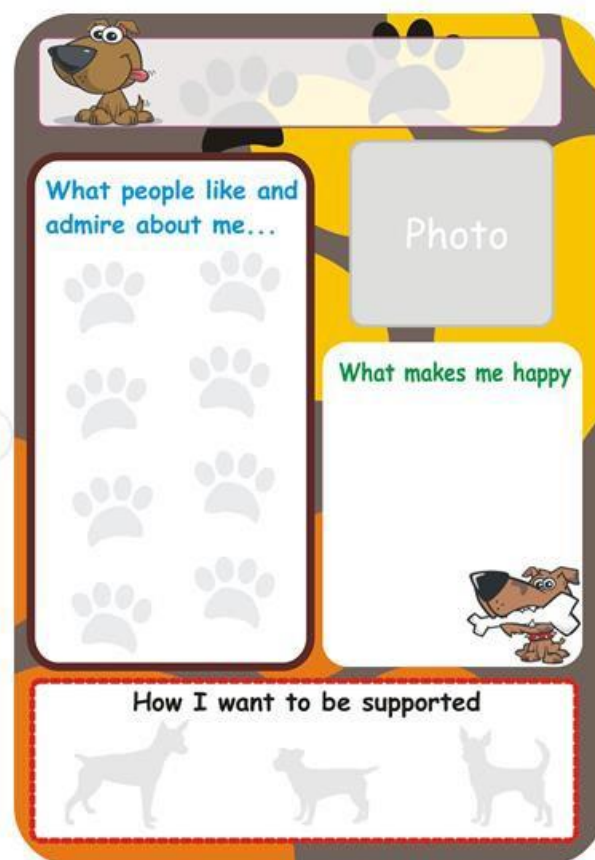 What people like and
admire about me...
Photo
What makes me happy
How I want to be supported